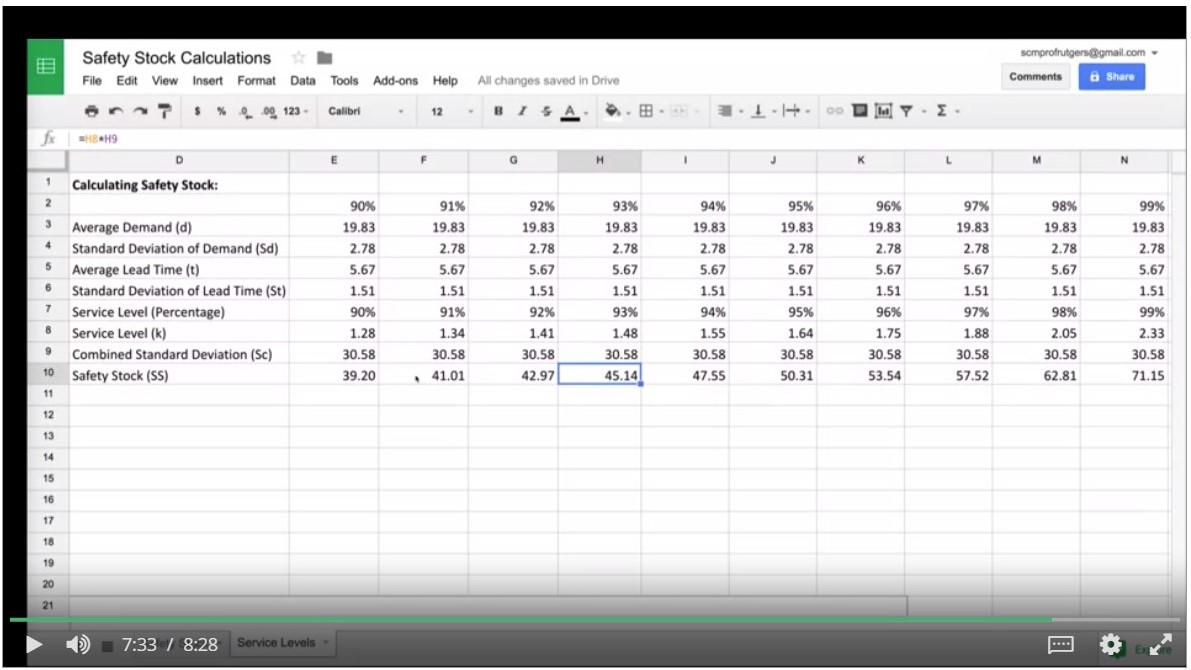 Safety Stock Calculations
scmprofrutgers@gmail.com
File Edit View Insert Format Data Tools Add-ons Help All changes saved in Drive
Comments Share
$ % .0 .00 123 Calibri 12 B I S A Σ
fx =H8*H9
D E F G H I J K L M N
1 Calculating Safety Stock:
2 90% 91% 92% 93% 94% 95% 96% 97% 98% 99%
3 Average Demand (d) 19.83 19.83 19.83 19.83 19.83 19.83 19.83 19.83 19.83 19.83
4 Standard Deviation of Demand (Sd) 2.78 2.78 2.78 2.78 2.78 2.78 2.78 2.78 2.78 2.78
5 Average Lead Time (t) 5.67 5.67 5.67 5.67 5.67 5.67 5.67 5.67 5.67 5.67
6 Standard Deviation of Lead Time (St) 1.51 1.51 1.51 1.51 1.51 1.51 1.51 1.51 1.51 1.51
7 Service Level (Percentage) 90% 91% 92% 93% 94% 95% 96% 97% 98% 99%
8 Service Level (k) 1.28 1.34 1.41 1.48 1.55 1.64 1.75 1.88 2.05 2.33
9 Combined Standard Deviation (Sc) 30.58 30.58 30.58 30.58 30.58 30.58 30.58 30.58 30.58 30.58
10 Safety Stock (SS) 39.20 41.01 42.97 45.14 47.55 50.31 53.54 57.52 62.81 71.15
11
12
13
14
15
16
17
18
19
20
21
7:33 / 8:28 Service Levels